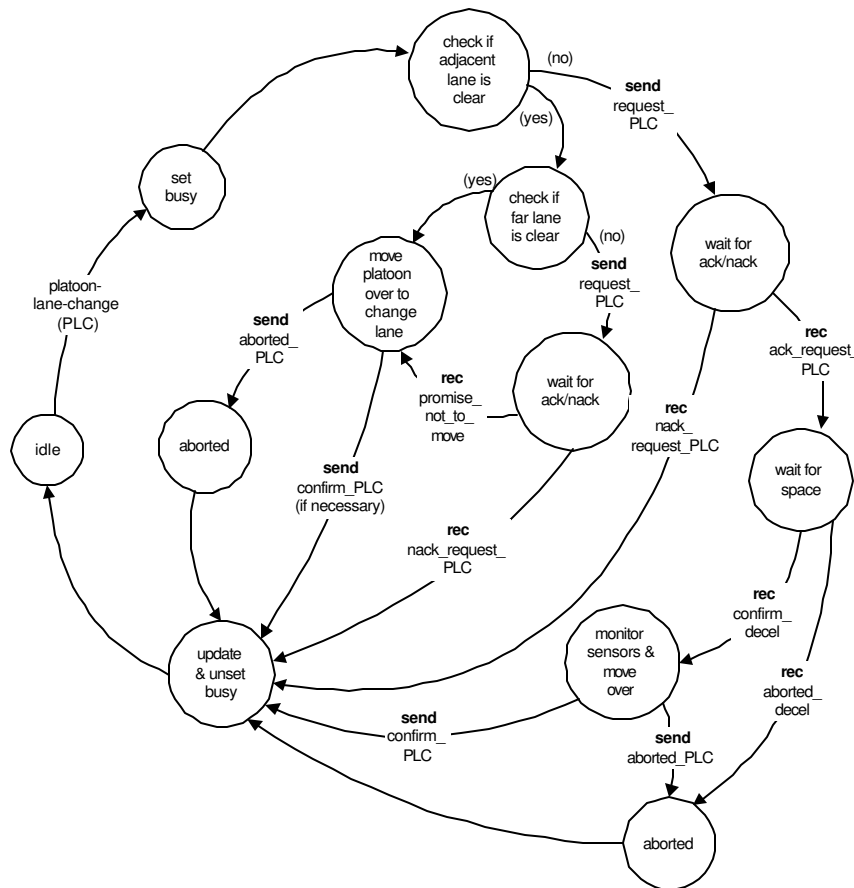 check if
adjacent
lane is
clear
(no)
send
request_
PLC
(yes)
set
busy
(yes)
check if
far lane
is clear
(no)
send
request_
PLC
wait for
ack/nack
move
platoon
over to
change
lane
platoon-
lane-change
(PLC)
send
aborted_
PLC
rec
ack_request_
PLC
rec
promise_
not_to_
move
wait for
ack/nack
rec
nack_
request_PLC
idle
aborted
send
confirm_PLC
(if necessary)
wait for
space
rec
nack_request_
PLC
rec
confirm_
decel
update
& unset
busy
monitor
sensors &
move
over
rec
aborted_
decel
send
confirm_
PLC
send
aborted_PLC
aborted